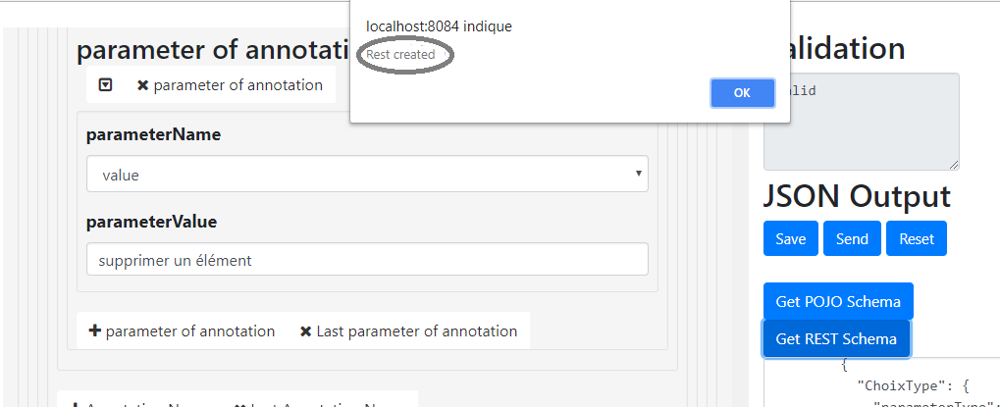 localhost:8084 indique
Rest created
OK
parameter of annotati
parameter of annotation
parameterName
value
parameterValue
supprimer un élément
parameter of annotation
Last parameter of annotation
alidation
alid
JSON Output
Save
Send
Reset
Get POJO Schema
Get REST Schema
{
"ChoixType": {
"parameterType":